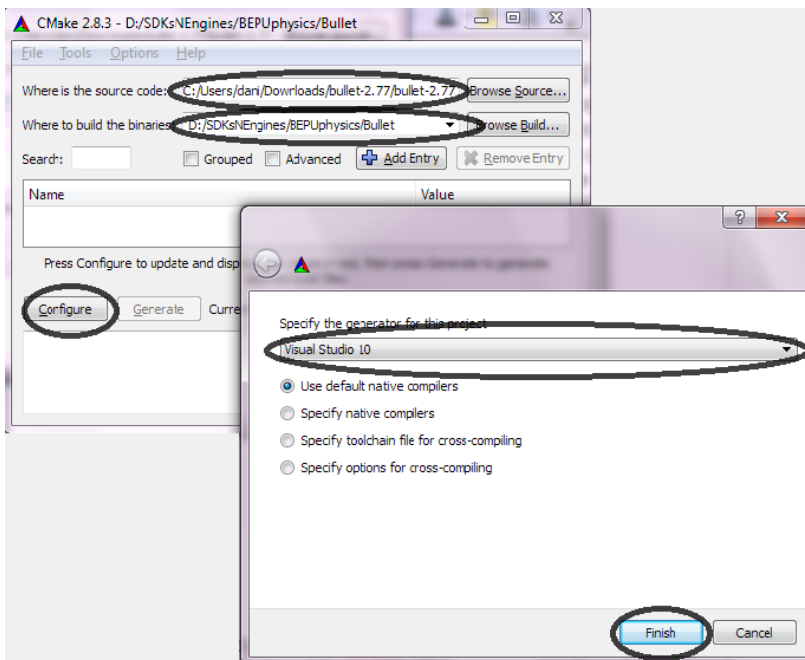 CMake 2.8.3 - D:/SDKsNEngines/BEPUphysics/Bullet
File Tools Options Help
Where is the source code: C:/Users/dani/Downloads/bullet-2.77/bullet-2.77 Browse Source...
Where to build the binaries: D:/SDKsNEngines/BEPUphysics/Bullet Browse Build...
Search: Grouped Advanced Add Entry Remove Entry
Name Value
Press Configure to update and disp
Configure Generate Curre
Specify the generator for this project
Visual Studio 10
Use default native compilers
Specify native compilers
Specify toolchain file for cross-compiling
Specify options for cross-compiling
Finish Cancel